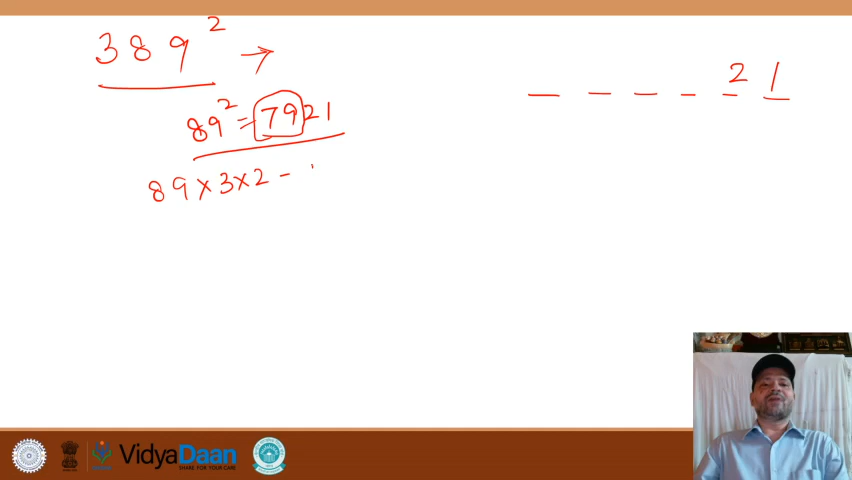 389² →
2 1
89² = 7921
89×3×2 -
VidyaDaan
SHARE-FOR YOUR CARE